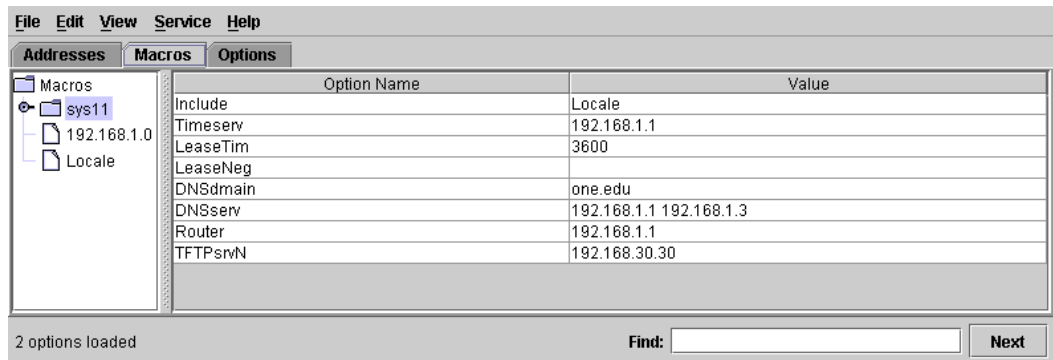 File Edit View Service Help
Addresses Macros Options
Macros
sys11
192.168.1.0
Locale
Option Name Value
Include Locale
Timeserv 192.168.1.1
LeaseTim 3600
LeaseNeg
DNSdmain one.edu
DNSserv 192.168.1.1 192.168.1.3
Router 192.168.1.1
TFTPsrvN 192.168.30.30
2 options loaded Find: Next